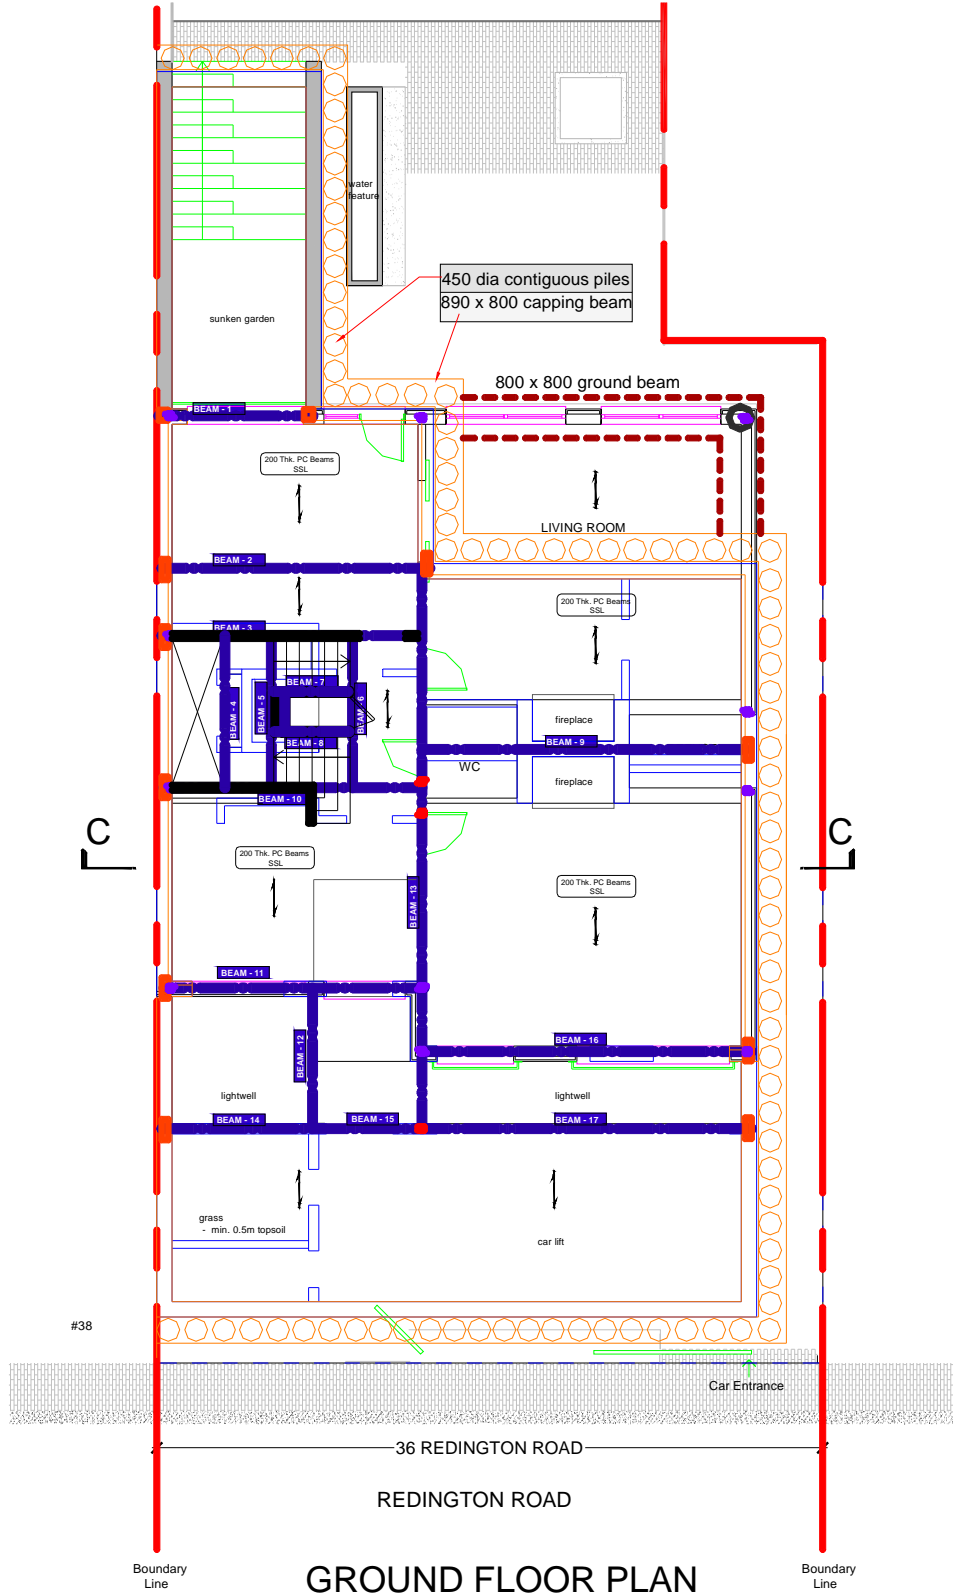 water
feature
450 dia contiguous piles
890 x 800 capping beam
sunken garden
800 x 800 ground beam
BEAM - 1
200 Thk. PC Beams
SSL
LIVING ROOM
BEAM - 2
200 Thk. PC Beams
SSL
BEAM - 3
BEAM - 4
BEAM - 5
BEAM - 7
BEAM - 6
BEAM - 8
fireplace
BEAM - 9
WC
fireplace
BEAM - 10
C
C
200 Thk. PC Beams
SSL
200 Thk. PC Beams
SSL
BEAM - 13
BEAM - 11
BEAM - 12
BEAM - 16
lightwell
lightwell
BEAM - 14
BEAM - 15
BEAM - 17
grass
- min. 0.5m topsoil
car lift
#38
Car Entrance
36 REDINGTON ROAD
REDINGTON ROAD
Boundary
Line
GROUND FLOOR PLAN
Boundary
Line